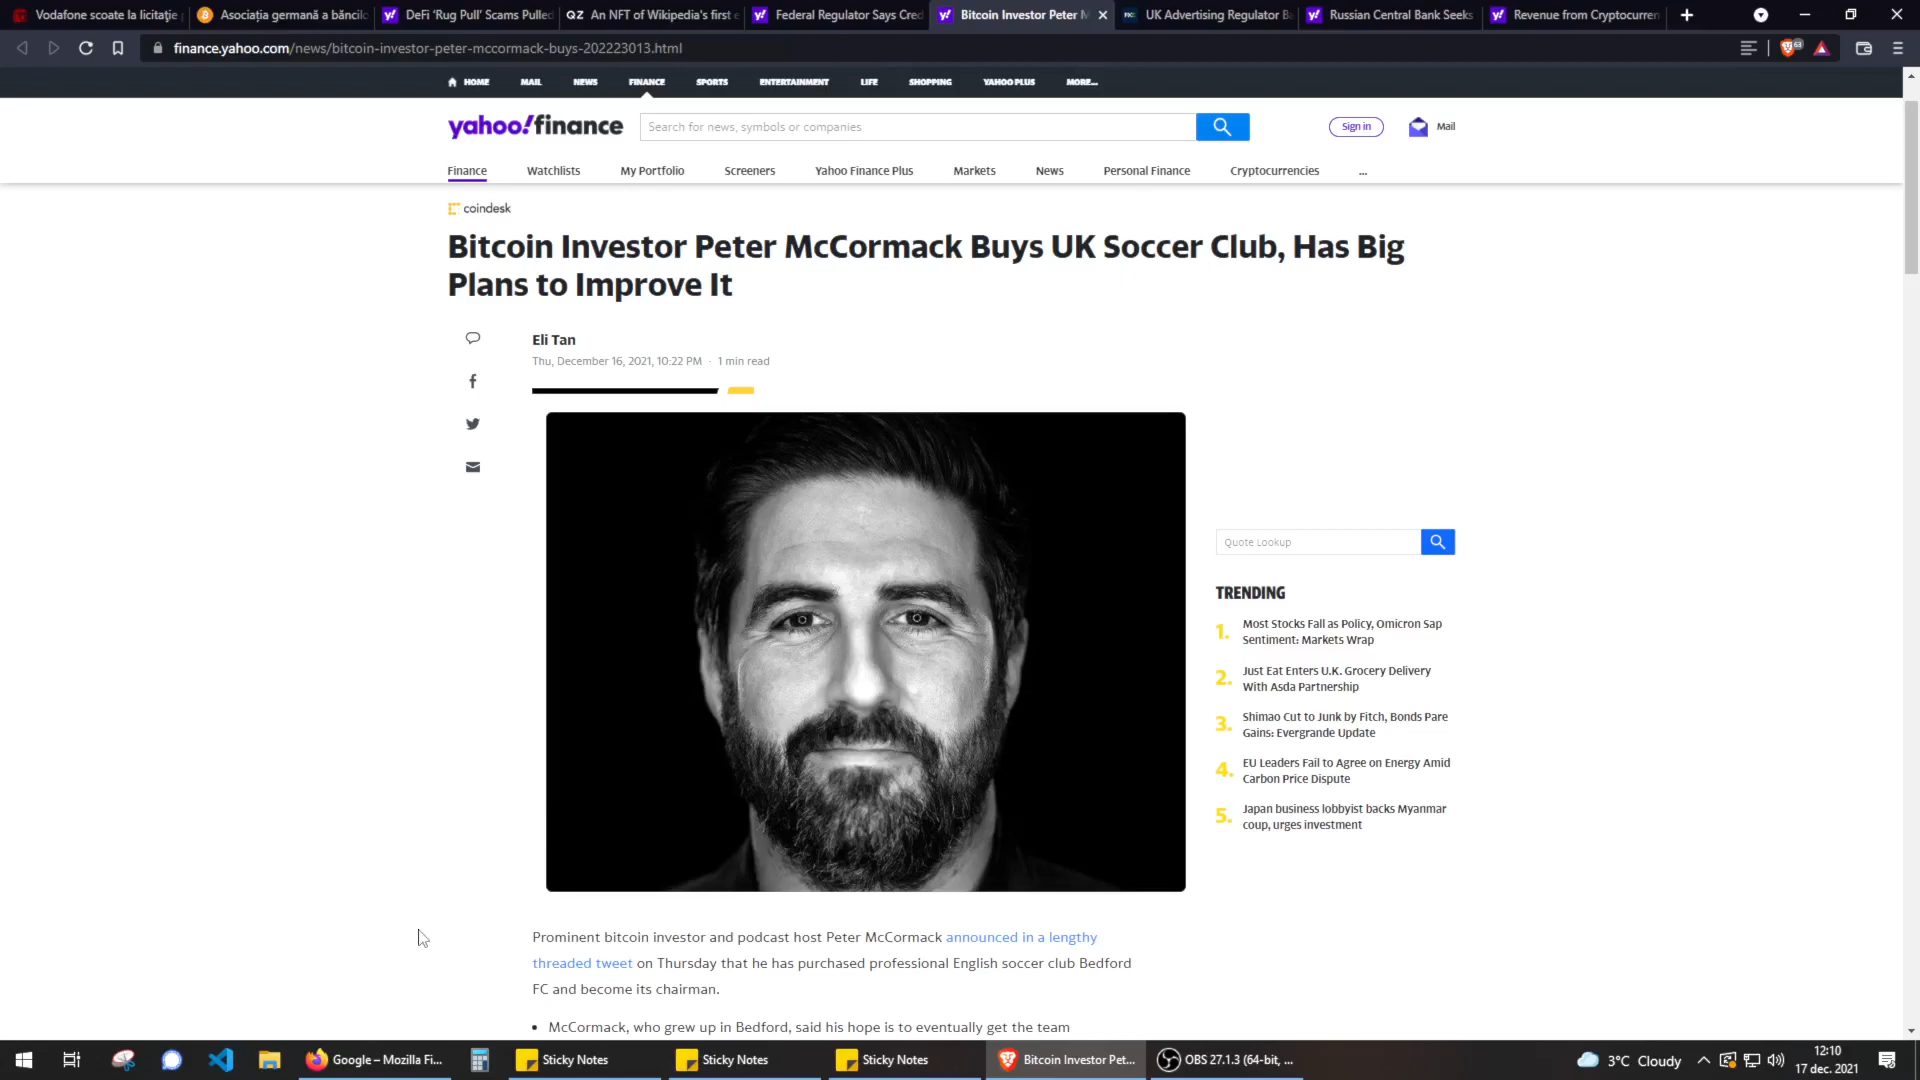 Vodafone scoate la licitație
Asociația germană a băncil
DeFi 'Rug Pull' Scams Pulled
QZ An NFT of Wikipedia's first e
Federal Regulator Says Cred
Bitcoin Investor Peter M
UK Advertising Regulator Ba
Russian Central Bank Seeks
Revenue from Cryptocurren
finance.yahoo.com/news/bitcoin-investor-peter-mccormack-buys-202223013.html
HOME MAIL NEWS FINANCE SPORTS ENTERTAINMENT LIFE SHOPPING YAHOO PLUS MORE...
yahoo!finance
Search for news, symbols or companies
Sign in
Mail
Finance Watchlists My Portfolio Screeners Yahoo Finance Plus Markets News Personal Finance Cryptocurrencies ...
coindesk
Bitcoin Investor Peter McCormack Buys UK Soccer Club, Has Big
Plans to Improve It
Eli Tan
Thu, December 16, 2021, 10:22 PM · 1 min read
Quote Lookup
TRENDING
1. Most Stocks Fall as Policy, Omicron Sap
Sentiment: Markets Wrap
2. Just Eat Enters U.K. Grocery Delivery
With Asda Partnership
3. Shimao Cut to Junk by Fitch, Bonds Pare
Gains: Evergrande Update
4. EU Leaders Fail to Agree on Energy Amid
Carbon Price Dispute
5. Japan business lobbyist backs Myanmar
coup, urges investment
Prominent bitcoin investor and podcast host Peter McCormack announced in a lengthy
threaded tweet on Thursday that he has purchased professional English soccer club Bedford
FC and become its chairman.
• McCormack, who grew up in Bedford, said his hope is to eventually get the team
Google – Mozilla Fi...
Sticky Notes
Sticky Notes
Sticky Notes
Bitcoin Investor Pet...
OBS 27.1.3 (64-bit, ...
3°C Cloudy
12:10
17 dec. 2021